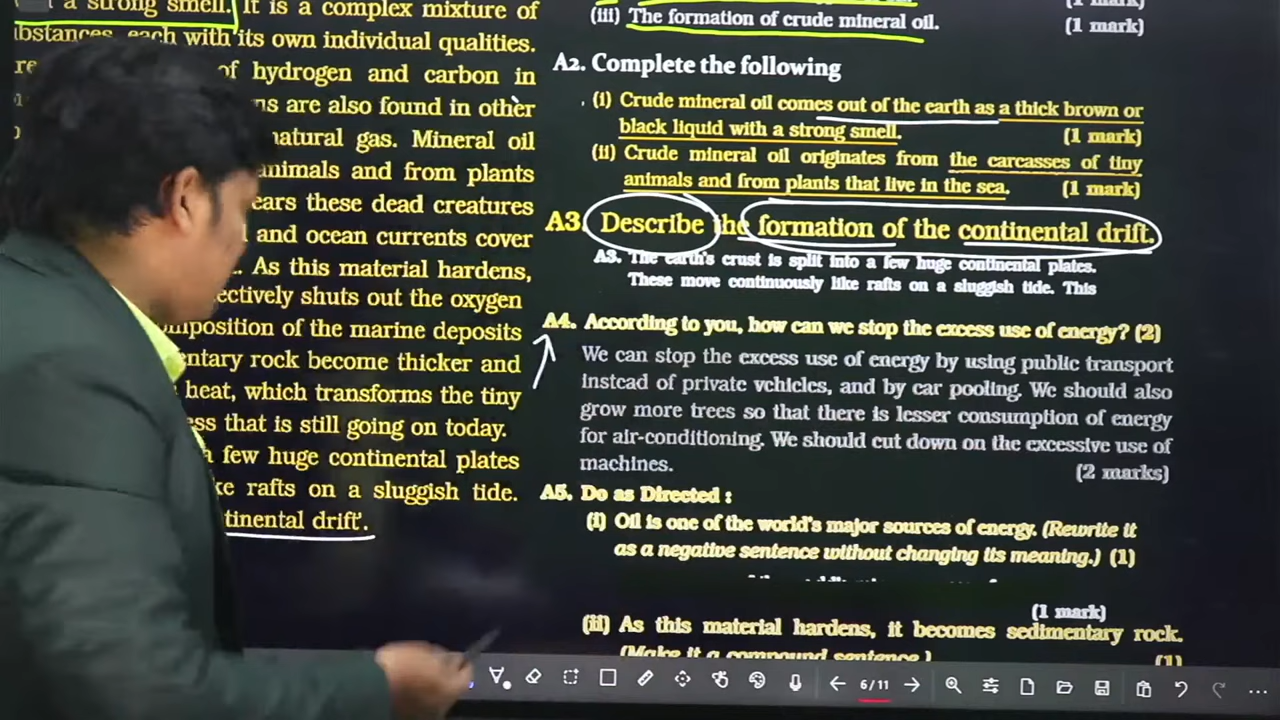 a strong smell. It is a complex mixture of
ubstances, each with its own individual qualities.
of hydrogen and carbon in
ns are also found in other
natural gas. Mineral oil
animals and from plants
ears these dead creatures
and ocean currents cover
. As this material hardens,
ectively shuts out the oxygen
mposition of the marine deposits
entary rock become thicker and
heat, which transforms the tiny
ess that is still going on today.
a few huge continental plates
ke rafts on a sluggish tide.
tinental drift'.
(iii) The formation of crude mineral oil. (1 mark)
A2. Complete the following
(i) Crude mineral oil comes out of the earth as a thick brown or
black liquid with a strong smell. (1 mark)
(ii) Crude mineral oil originates from the carcasses of tiny
animals and from plants that live in the sea. (1 mark)
A3. Describe the formation of the continental drift.
A3. The earth's crust is split into a few huge continental plates.
These move continuously like rafts on a sluggish tide. This
A4. According to you, how can we stop the excess use of energy? (2)
We can stop the excess use of energy by using public transport
instead of private vehicles, and by car pooling. We should also
grow more trees so that there is lesser consumption of energy
for air-conditioning. We should cut down on the excessive use of
machines. (2 marks)
A5. Do as Directed :
(i) Oil is one of the world's major sources of energy. (Rewrite it
as a negative sentence without changing its meaning.) (1)
(1 mark)
(ii) As this material hardens, it becomes sedimentary rock.
(Make it a compound sentence.) (1)
6/11